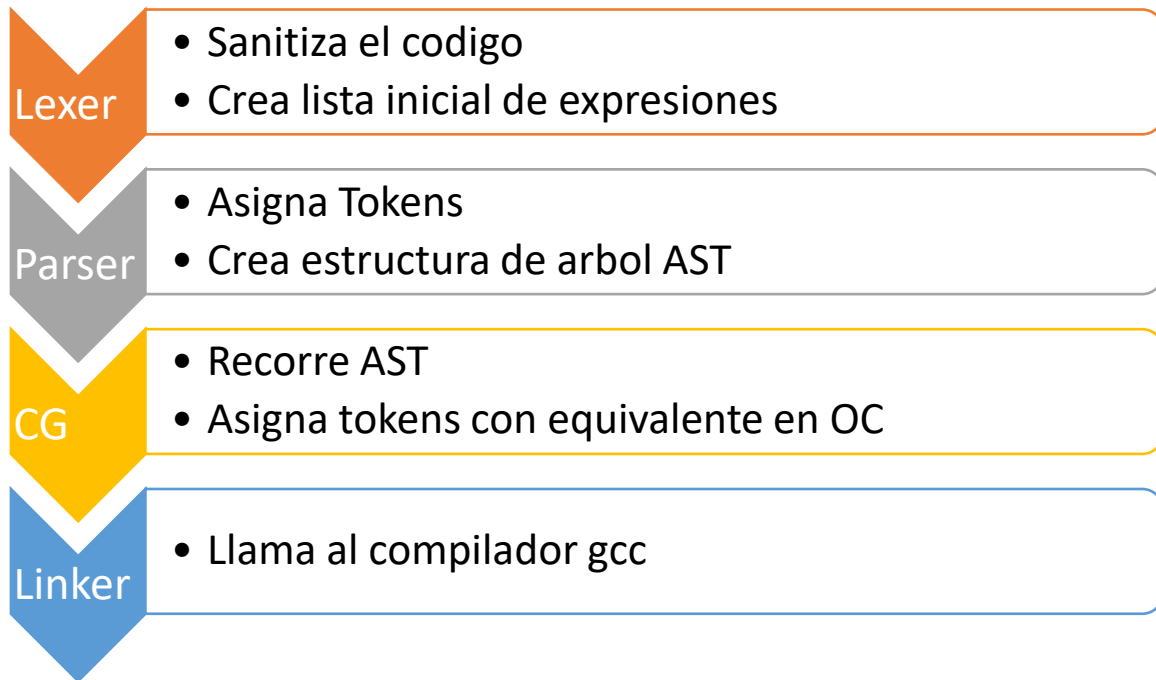 Lexer
• Sanitiza el codigo
• Crea lista inicial de expresiones
Parser
• Asigna Tokens
• Crea estructura de arbol AST
CG
• Recorre AST
• Asigna tokens con equivalente en OC
Linker
• Llama al compilador gcc